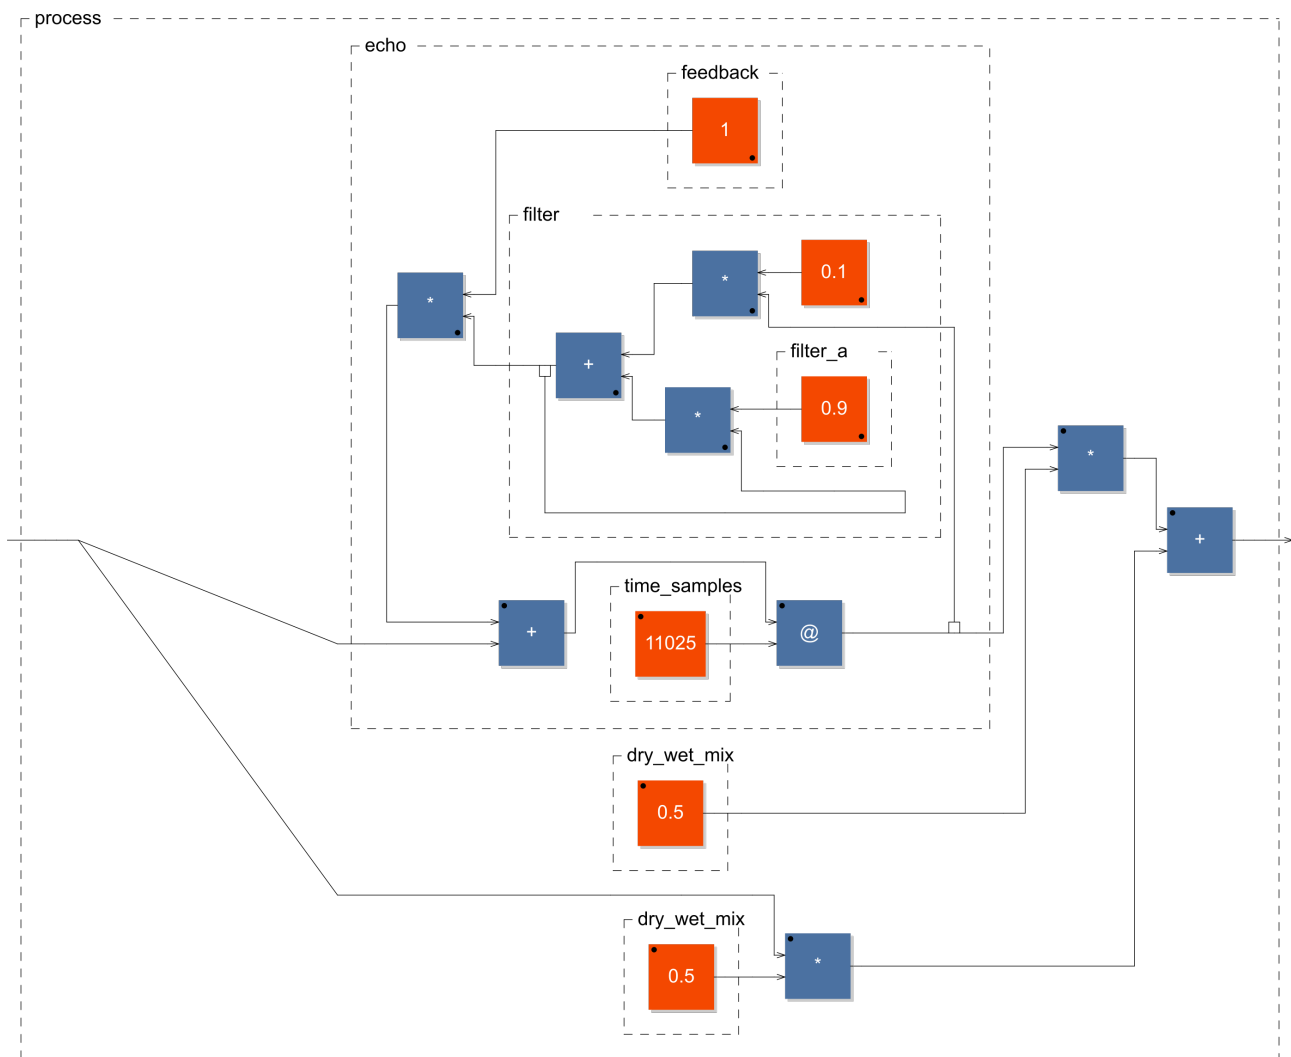 process
echo
feedback
1
filter
*
0.1
*
+
filter_a
*
0.9
*
+
time_samples
+
11025
@
dry_wet_mix
0.5
dry_wet_mix
0.5
*